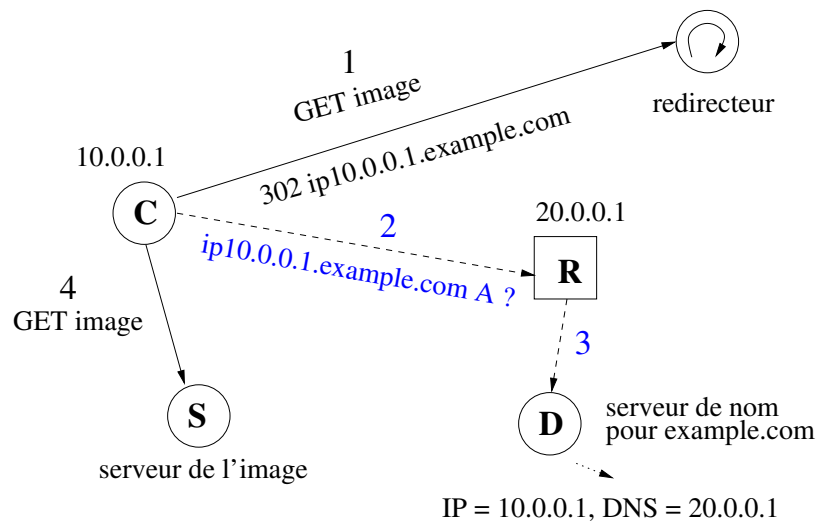 1
GET image
redirecteur
302 ip10.0.0.1.example.com
10.0.0.1
C
2
20.0.0.1
ip10.0.0.1.example.com A ?
R
4
GET image
3
S
serveur de l'image
D
serveur de nom
pour example.com
IP = 10.0.0.1, DNS = 20.0.0.1